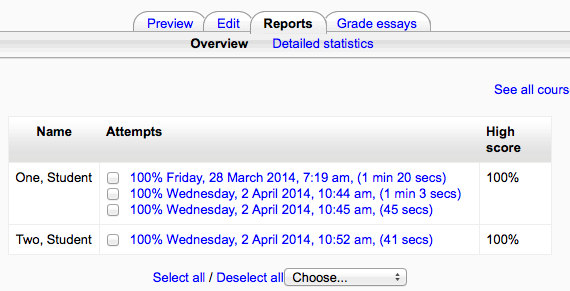 Preview Edit Reports Grade essays
Overview Detailed statistics
See all cours
Name Attempts High score
One, Student 100% Friday, 28 March 2014, 7:19 am, (1 min 20 secs) 100%
100% Wednesday, 2 April 2014, 10:44 am, (1 min 3 secs)
100% Wednesday, 2 April 2014, 10:45 am, (45 secs)
Two, Student 100% Wednesday, 2 April 2014, 10:52 am, (41 secs) 100%
Select all / Deselect all Choose...